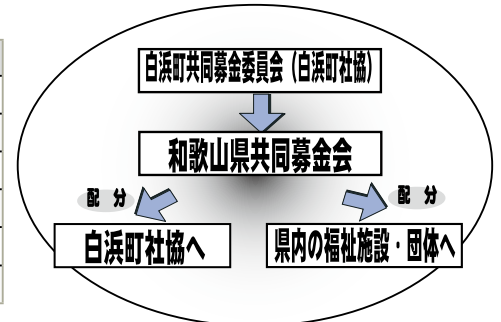 白浜町共同募金委員会（白浜町社協）
和歌山県共同募金会
配 分
配 分
白浜町社協へ
県内の福祉施設・団体へ